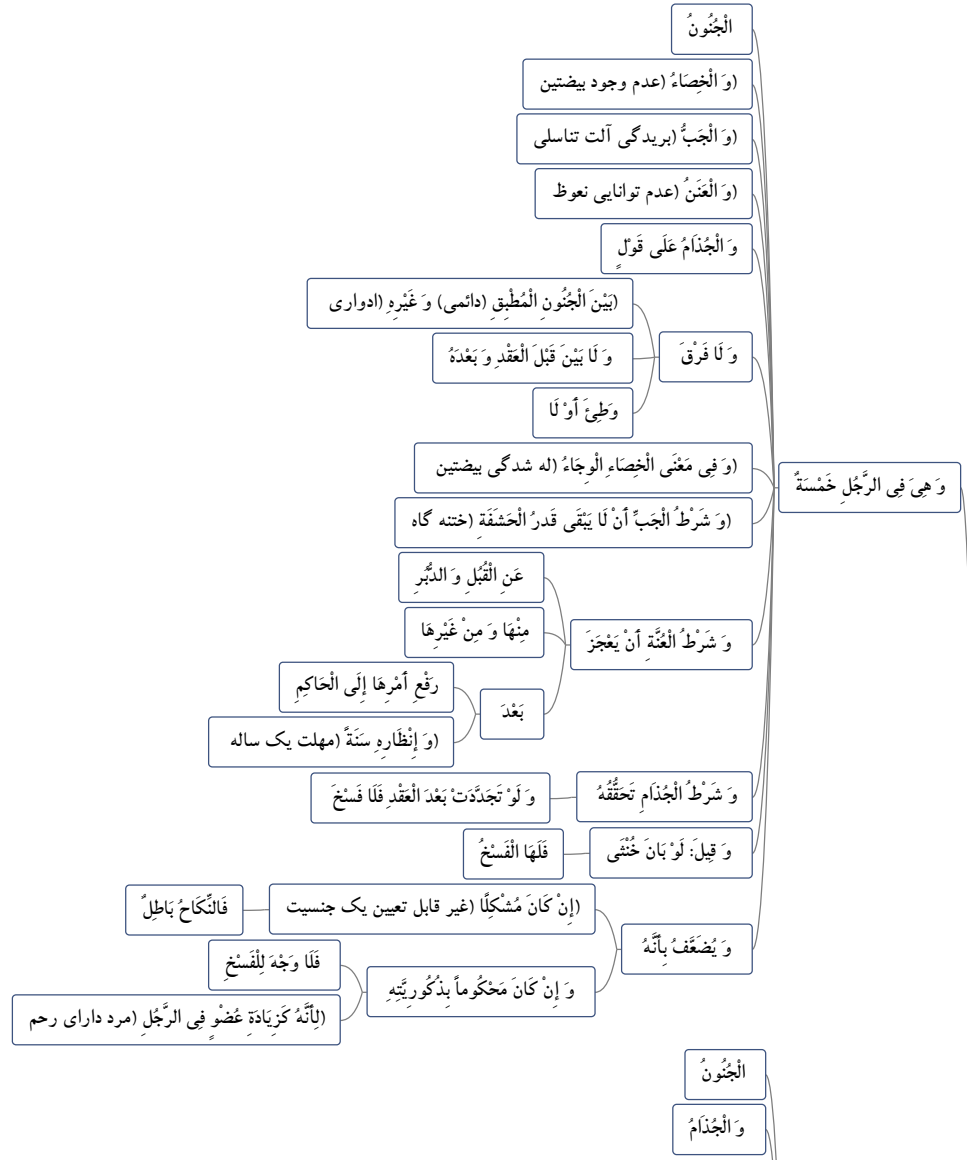 وَ هِيَ فِى الرَّجُلِ خَمْسَةٌ
الْجُنُونُ
(وَ الْخِصَاءُ (عدم وجود بیضتین
(وَ الْجَبُّ (بریدگی آلت تناسلی
(وَ الْعَنَنُ (عدم توانایی نعوظ
وَ الْجُذَامُ عَلَى قَوْلٍ
وَ لَا فَرْقَ
(بَيْنَ الْجُنُونِ الْمُطْبِقِ (دائمی) وَ غَيْرِهِ (ادواری
وَ لَا بَيْنَ قَبْلَ الْعَقْدِ وَ بَعْدَهُ
وَطِئَ أَوْ لَا
(وَ فِى مَعْنَى الْخِصَاءِ الْوِجَاءُ (له شدگی بیضتین
(وَ شَرْطُ الْجَبِّ أَنْ لَا يَبْقَى قَدرُ الْحَشَفَةِ (ختنه گاه
وَ شَرْطُ الْعُنَّةِ أَنْ يَعْجَزَ
عَنِ الْقُبُلِ وَ الدُّبُرِ
مِنْهَا وَ مِنْ غَيْرِهَا
بَعْدَ
رَفْعِ أَمْرِهَا إِلَى الْحَاكِمِ
(وَ إِنْظَارِهِ سَنَةً (مهلت یک ساله
وَ شَرْطُ الْجُذَامِ تَحَقُّقُهُ
وَ لَوْ تَجَدَّدَتْ بَعْدَ الْعَقْدِ فَلَا فَسْخَ
وَ قِيلَ: لَوْ بَانَ خُنْثَى
فَلَهَا الْفَسْخُ
وَ يُضَعَّفُ بِأَنَّهُ
(إِنْ كَانَ مُشْكِلًا (غیر قابل تعیین یک جنسیت
فَالنِّكَاحُ بَاطِلٌ
وَ إِنْ كَانَ مَحْكُوماً بِذُكُورِيَّتِهِ
فَلَا وَجْهَ لِلْفَسْخِ
(لِأَنَّهُ كَزِيَادَةِ عُضْوٍ فِى الرَّجُلِ (مرد دارای رحم
الْجُنُونُ
وَ الْجُذَامُ